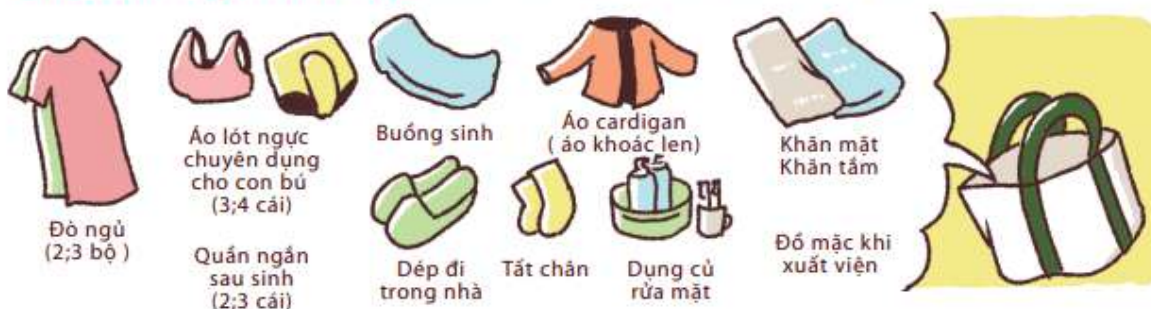 Đò ngủ
(2;3 bộ )
Áo lót ngực
chuyên dụng
cho con bú
(3;4 cái)
Quần ngắn
sau sinh
(2;3 cái)
Buồng sinh
Dép đi
trong nhà
Áo cardigan
( áo khoác len)
Tất chân
Dụng củ
rửa mặt
Khăn mặt
Khăn tắm
Đồ mặc khi
xuất viện